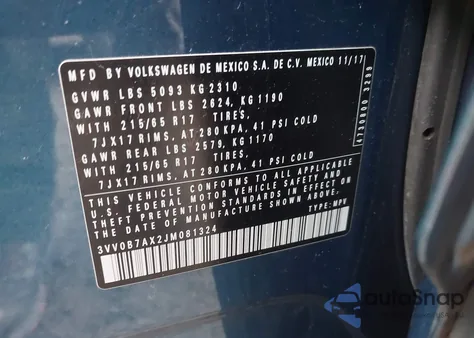 MFD BY VOLKSWAGEN DE MEXICO S.A. DE C.V. MEXICO 11/17
GVWR LBS 5093 KG 2310
GAWR FRONT LBS 2624, KG 1190
WITH 215/65 R17 TIRES,
7JX17 RIMS, AT 280 KPA, 41 PSI COLD
GAWR REAR LBS 2579, KG 1170
WITH 215/65 R17 TIRES,
7JX17 RIMS, AT 280 KPA, 41 PSI COLD
THIS VEHICLE CONFORMS TO ALL APPLICABLE
U.S. FEDERAL MOTOR VEHICLE SAFETY AND
BUMPER STANDARDS IN EFFECT ON THE DATE
OF MANUFACTURE SHOWN ABOVE.
3VV0B7AX2JM081324
TYPE: MPV
3299
autoSnap